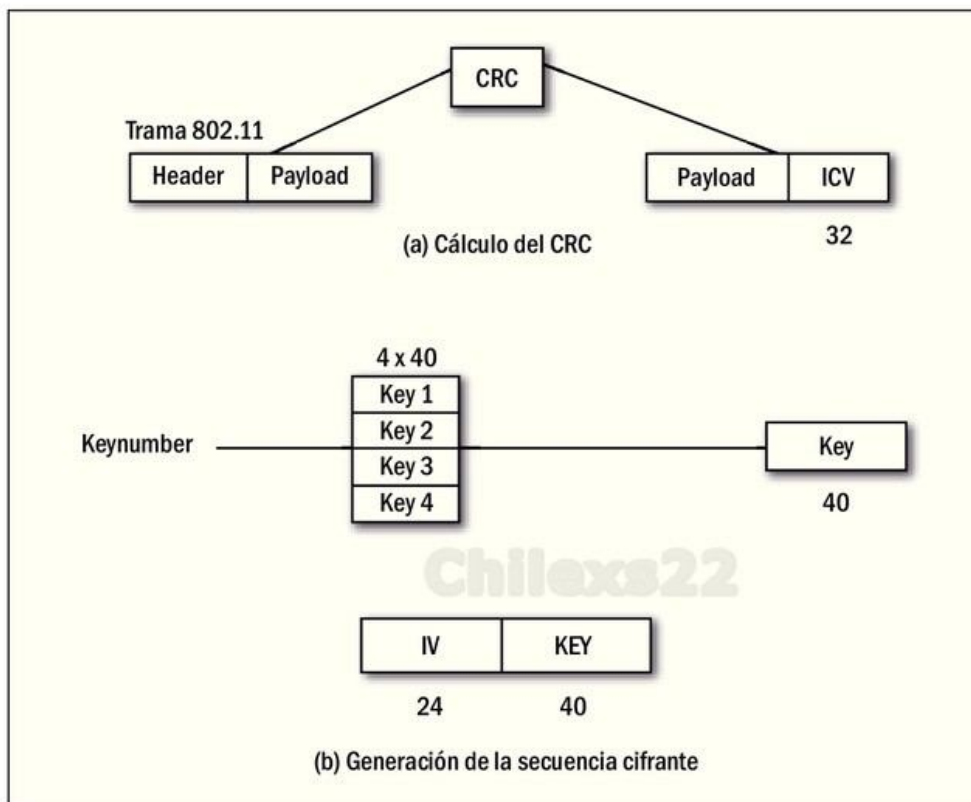 CRC
Trama 802.11
Header Payload
Payload ICV
32
(a) Cálculo del CRC
4 x 40
Key 1
Key 2
Key 3
Key 4
Keynumber
Key
40
Chilexs22
IV KEY
24 40
(b) Generación de la secuencia cifrante